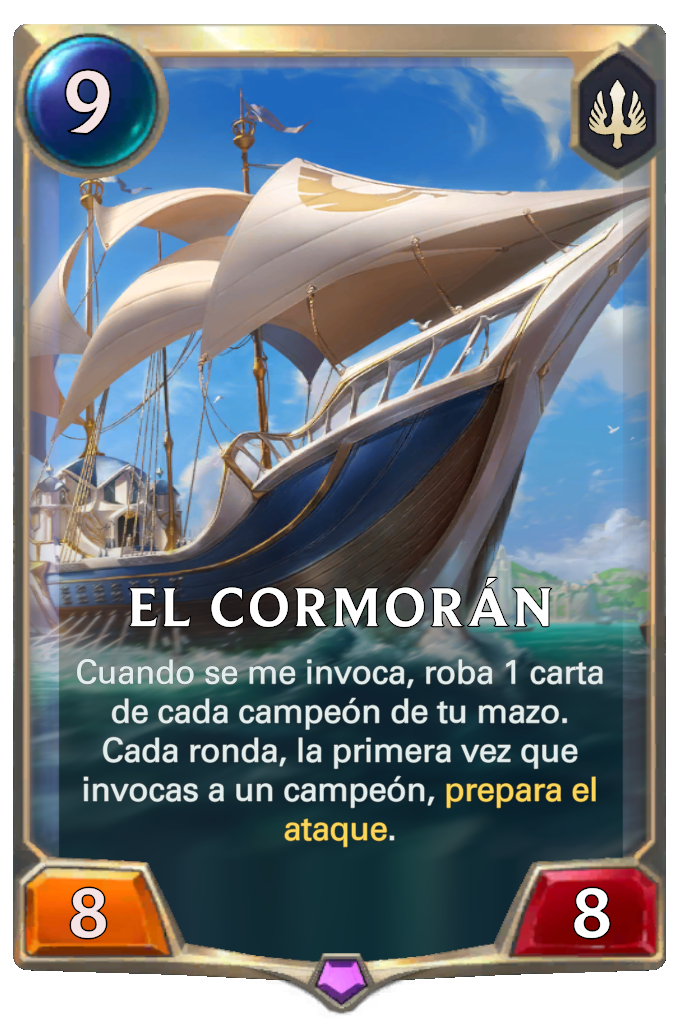 9
EL CORMORÁN
Cuando se me invoca, roba 1 carta
de cada campeón de tu mazo.
Cada ronda, la primera vez que
invocas a un campeón, prepara el
ataque.
8
8